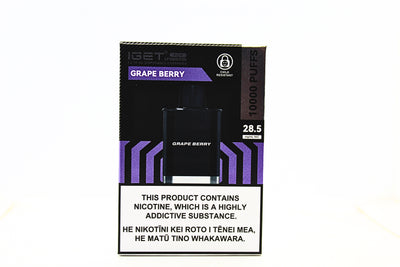 IGET
GRAPE BERRY
CHILD
RESISTANT
10000 PUFFS
28.5
GRAPE BERRY
THIS PRODUCT CONTAINS
NICOTINE, WHICH IS A HIGHLY
ADDICTIVE SUBSTANCE.
HE NIKOTĪNI KEI ROTO I TĒNEI MEA,
HE MATŪ TINO WHAKAWARA.